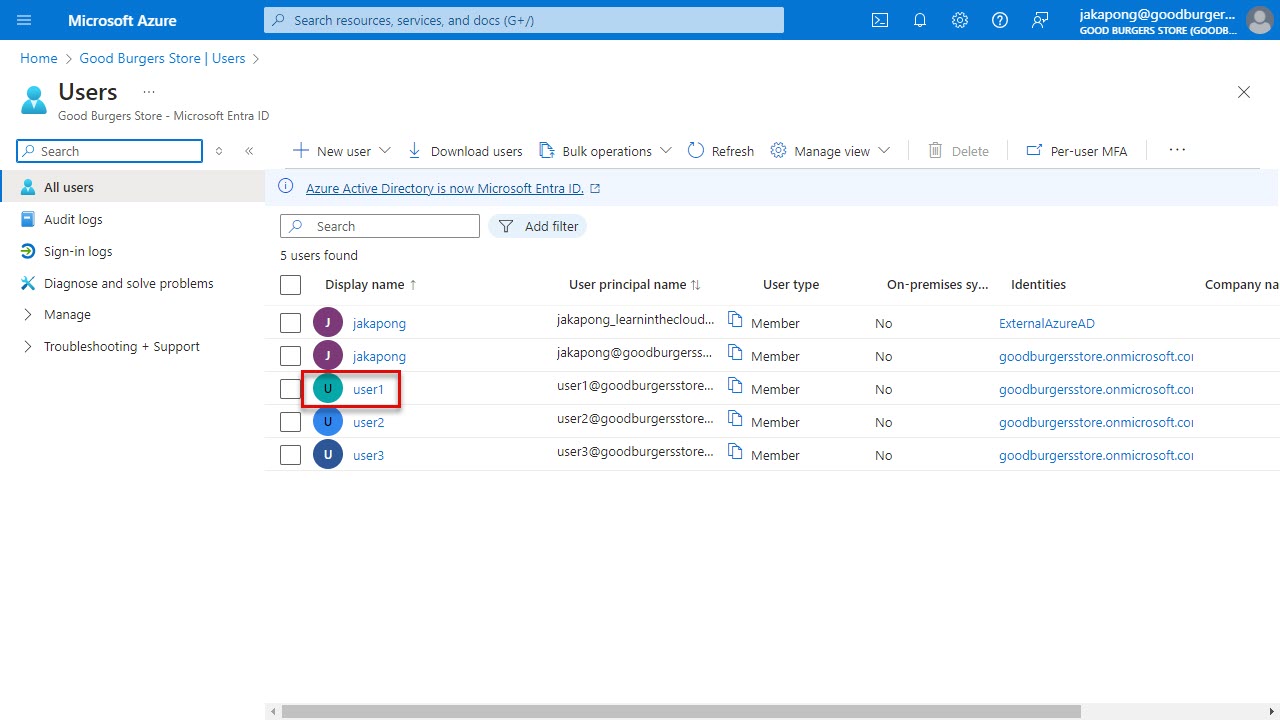 Microsoft Azure
Search resources, services, and docs (G+/)
jakapong@goodburger...
GOOD BURGERS STORE (GOODB...
Home > Good Burgers Store | Users >
Users ...
Good Burgers Store - Microsoft Entra ID
Search
New user
Download users
Bulk operations
Refresh
Manage view
Delete
Per-user MFA
...
All users
Audit logs
Sign-in logs
Diagnose and solve problems
Manage
Troubleshooting + Support
Azure Active Directory is now Microsoft Entra ID.
Search
Add filter
5 users found
Display name ↑ User principal name ↑↓ User type On-premises sy... Identities Company na
J jakapong jakapong_learninthecloud... Member No ExternalAzureAD
J jakapong jakapong@goodburgerss... Member No goodburgersstore.onmicrosoft.cor
U user1 user1@goodburgersstore... Member No goodburgersstore.onmicrosoft.cor
U user2 user2@goodburgersstore... Member No goodburgersstore.onmicrosoft.cor
U user3 user3@goodburgersstore... Member No goodburgersstore.onmicrosoft.cor